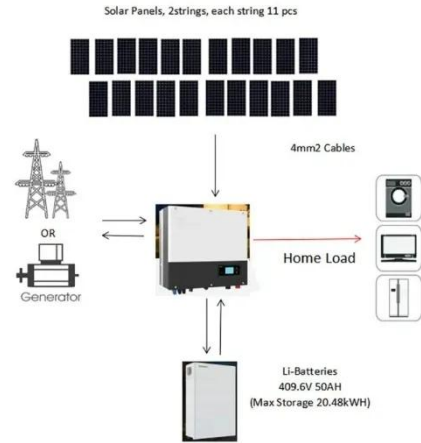 Solar Panels, 2strings, each string 11 pcs
4mm2 Cables
OR
Home Load
Generator
Li-Batteries
409.6V 50AH
(Max Storage 20.48kWH)